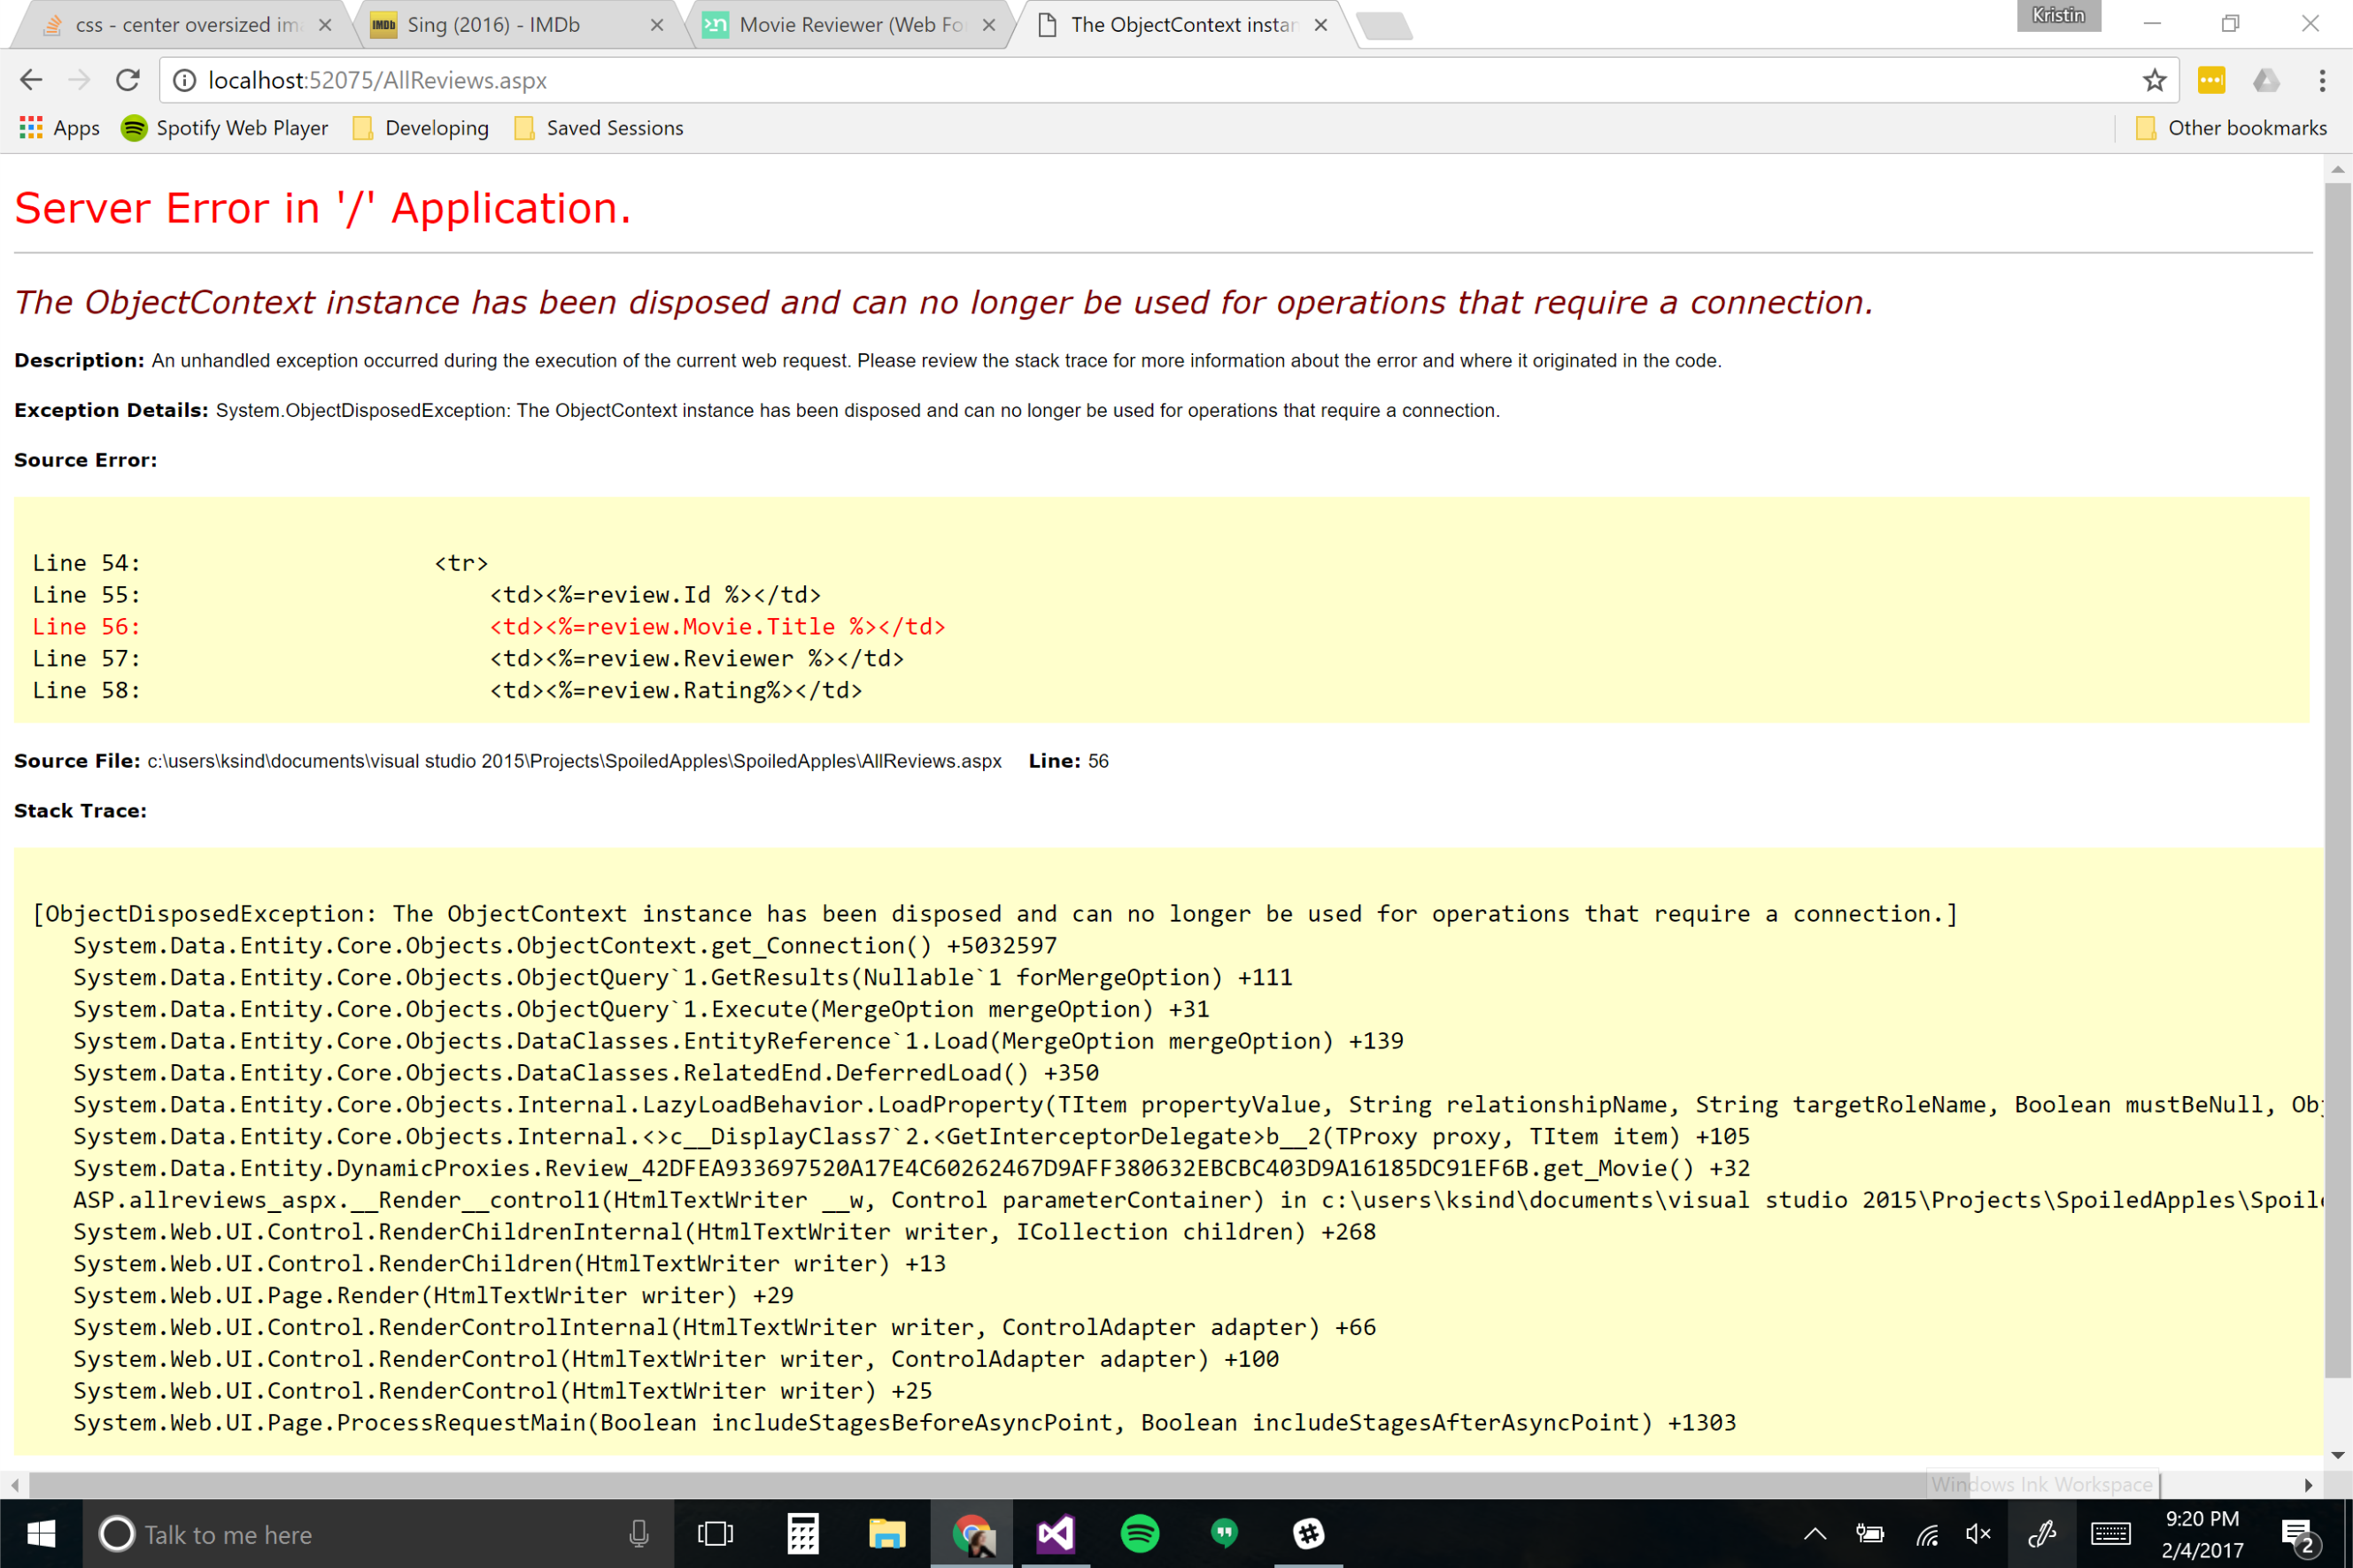 css - center oversized im
Sing (2016) - IMDb
Movie Reviewer (Web Fo
The ObjectContext instan
Kristin
localhost:52075/AllReviews.aspx
Apps
Spotify Web Player
Developing
Saved Sessions
Other bookmarks
Server Error in '/' Application.
The ObjectContext instance has been disposed and can no longer be used for operations that require a connection.
Description: An unhandled exception occurred during the execution of the current web request. Please review the stack trace for more information about the error and where it originated in the code.
Exception Details: System.ObjectDisposedException: The ObjectContext instance has been disposed and can no longer be used for operations that require a connection.
Source Error:
Line 54: <tr>
Line 55: <td><%=review.Id %></td>
Line 56: <td><%=review.Movie.Title %></td>
Line 57: <td><%=review.Reviewer %></td>
Line 58: <td><%=review.Rating%></td>
Source File: c:\users\ksind\documents\visual studio 2015\Projects\SpoiledApples\SpoiledApples\AllReviews.aspx Line: 56
Stack Trace:
[ObjectDisposedException: The ObjectContext instance has been disposed and can no longer be used for operations that require a connection.]
System.Data.Entity.Core.Objects.ObjectContext.get_Connection() +5032597
System.Data.Entity.Core.Objects.ObjectQuery`1.GetResults(Nullable`1 forMergeOption) +111
System.Data.Entity.Core.Objects.ObjectQuery`1.Execute(MergeOption mergeOption) +31
System.Data.Entity.Core.Objects.DataClasses.EntityReference`1.Load(MergeOption mergeOption) +139
System.Data.Entity.Core.Objects.DataClasses.RelatedEnd.DeferredLoad() +350
System.Data.Entity.Core.Objects.Internal.LazyLoadBehavior.LoadProperty(TItem propertyValue, String relationshipName, String targetRoleName, Boolean mustBeNull, Obj
System.Data.Entity.Core.Objects.Internal.<>c__DisplayClass7`2.<GetInterceptorDelegate>b__2(TProxy proxy, TItem item) +105
System.Data.Entity.DynamicProxies.Review_42DFEA933697520A17E4C60262467D9AFF380632EBCBC403D9A16185DC91EF6B.get_Movie() +32
ASP.allreviews_aspx.__Render__control1(HtmlTextWriter __w, Control parameterContainer) in c:\users\ksind\documents\visual studio 2015\Projects\SpoiledApples\Spoile
System.Web.UI.Control.RenderChildrenInternal(HtmlTextWriter writer, ICollection children) +268
System.Web.UI.Control.RenderChildren(HtmlTextWriter writer) +13
System.Web.UI.Page.Render(HtmlTextWriter writer) +29
System.Web.UI.Control.RenderControlInternal(HtmlTextWriter writer, ControlAdapter adapter) +66
System.Web.UI.Control.RenderControl(HtmlTextWriter writer, ControlAdapter adapter) +100
System.Web.UI.Control.RenderControl(HtmlTextWriter writer) +25
System.Web.UI.Page.ProcessRequestMain(Boolean includeStagesBeforeAsyncPoint, Boolean includeStagesAfterAsyncPoint) +1303
Windows Ink Workspace
Talk to me here
9:20 PM
2/4/2017
2